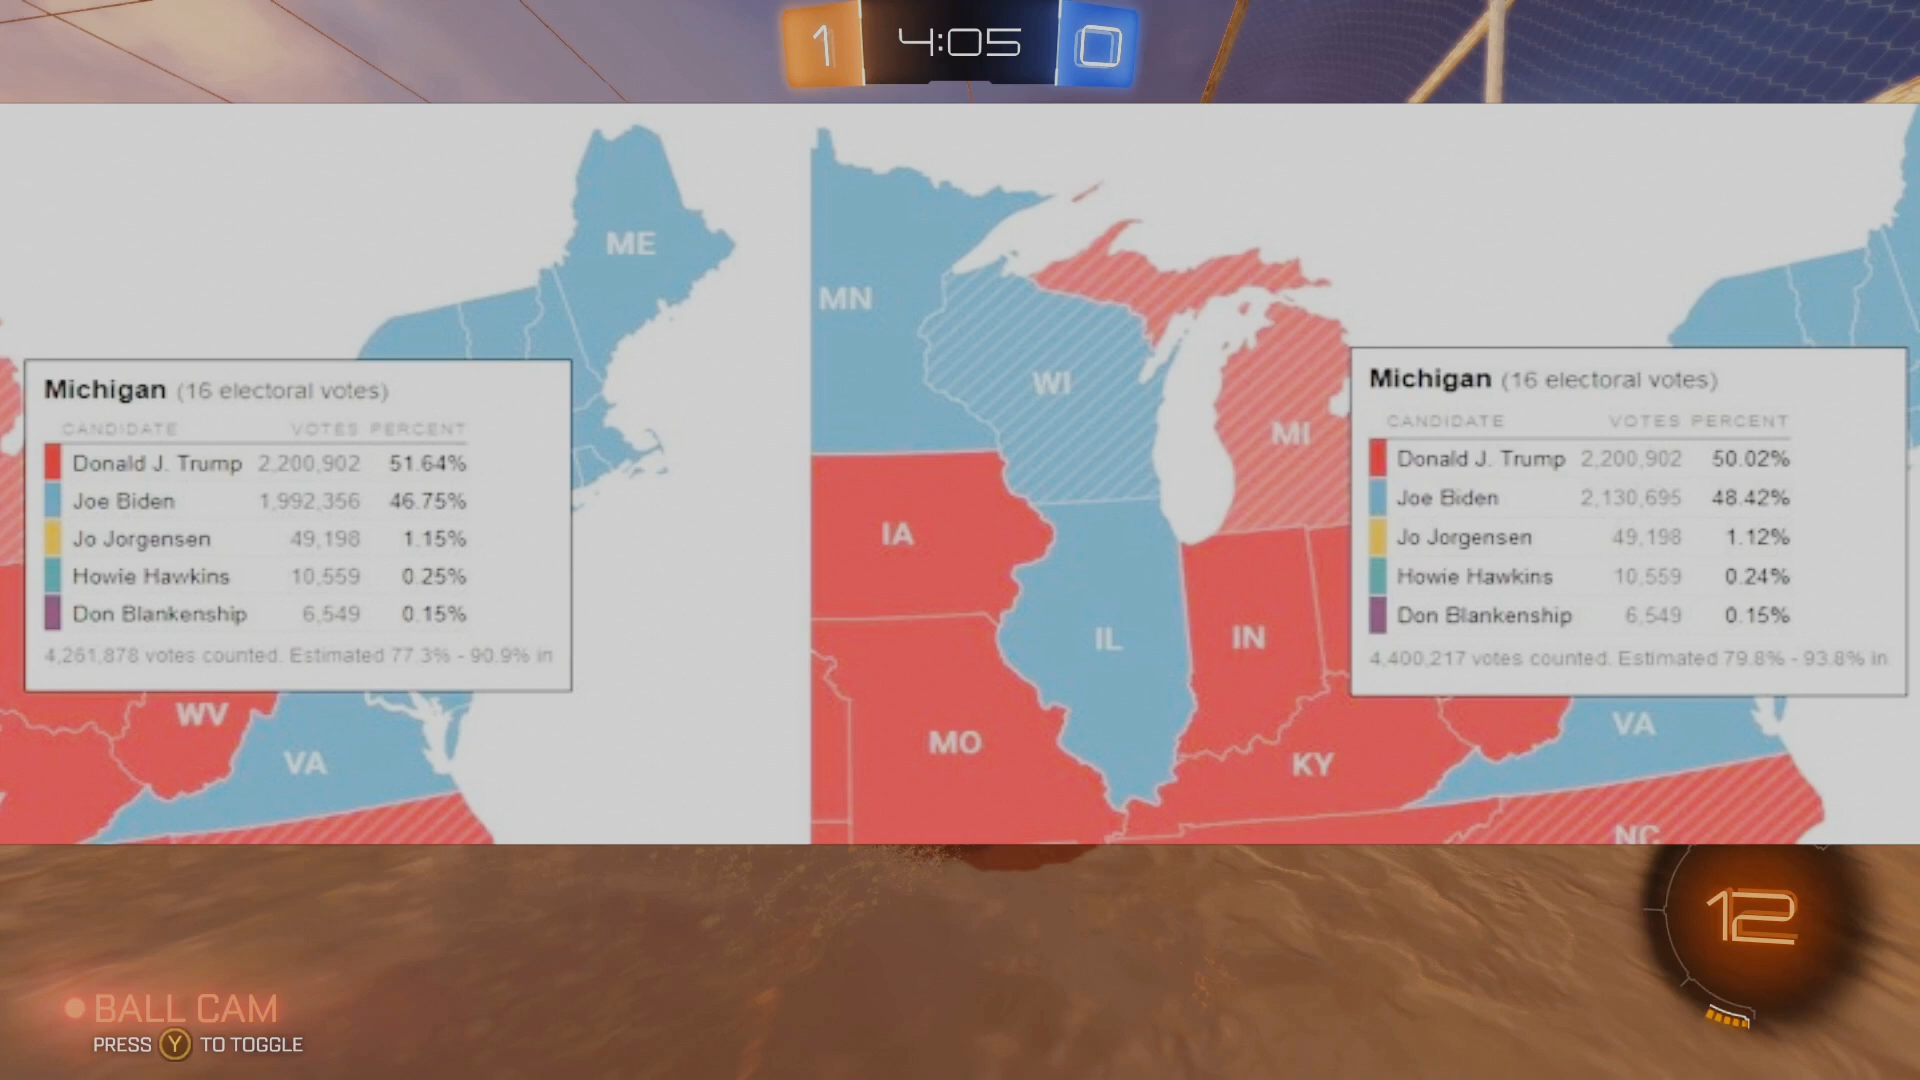 1 4:05 0
ME
MN
WI
MI
IA
IL
IN
MO
KY
WV
VA
VA
NC
Michigan (16 electoral votes)
CANDIDATE VOTES PERCENT
Donald J. Trump 2,200,902 51.64%
Joe Biden 1,992,356 46.75%
Jo Jorgensen 49,198 1.15%
Howie Hawkins 10,559 0.25%
Don Blankenship 6,549 0.15%
4,261,878 votes counted. Estimated 77.3% - 90.9% in
Michigan (16 electoral votes)
CANDIDATE VOTES PERCENT
Donald J. Trump 2,200,902 50.02%
Joe Biden 2,130,695 48.42%
Jo Jorgensen 49,198 1.12%
Howie Hawkins 10,559 0.24%
Don Blankenship 6,549 0.15%
4,400,217 votes counted. Estimated 79.8% - 93.8% in
12
BALL CAM
PRESS Y TO TOGGLE